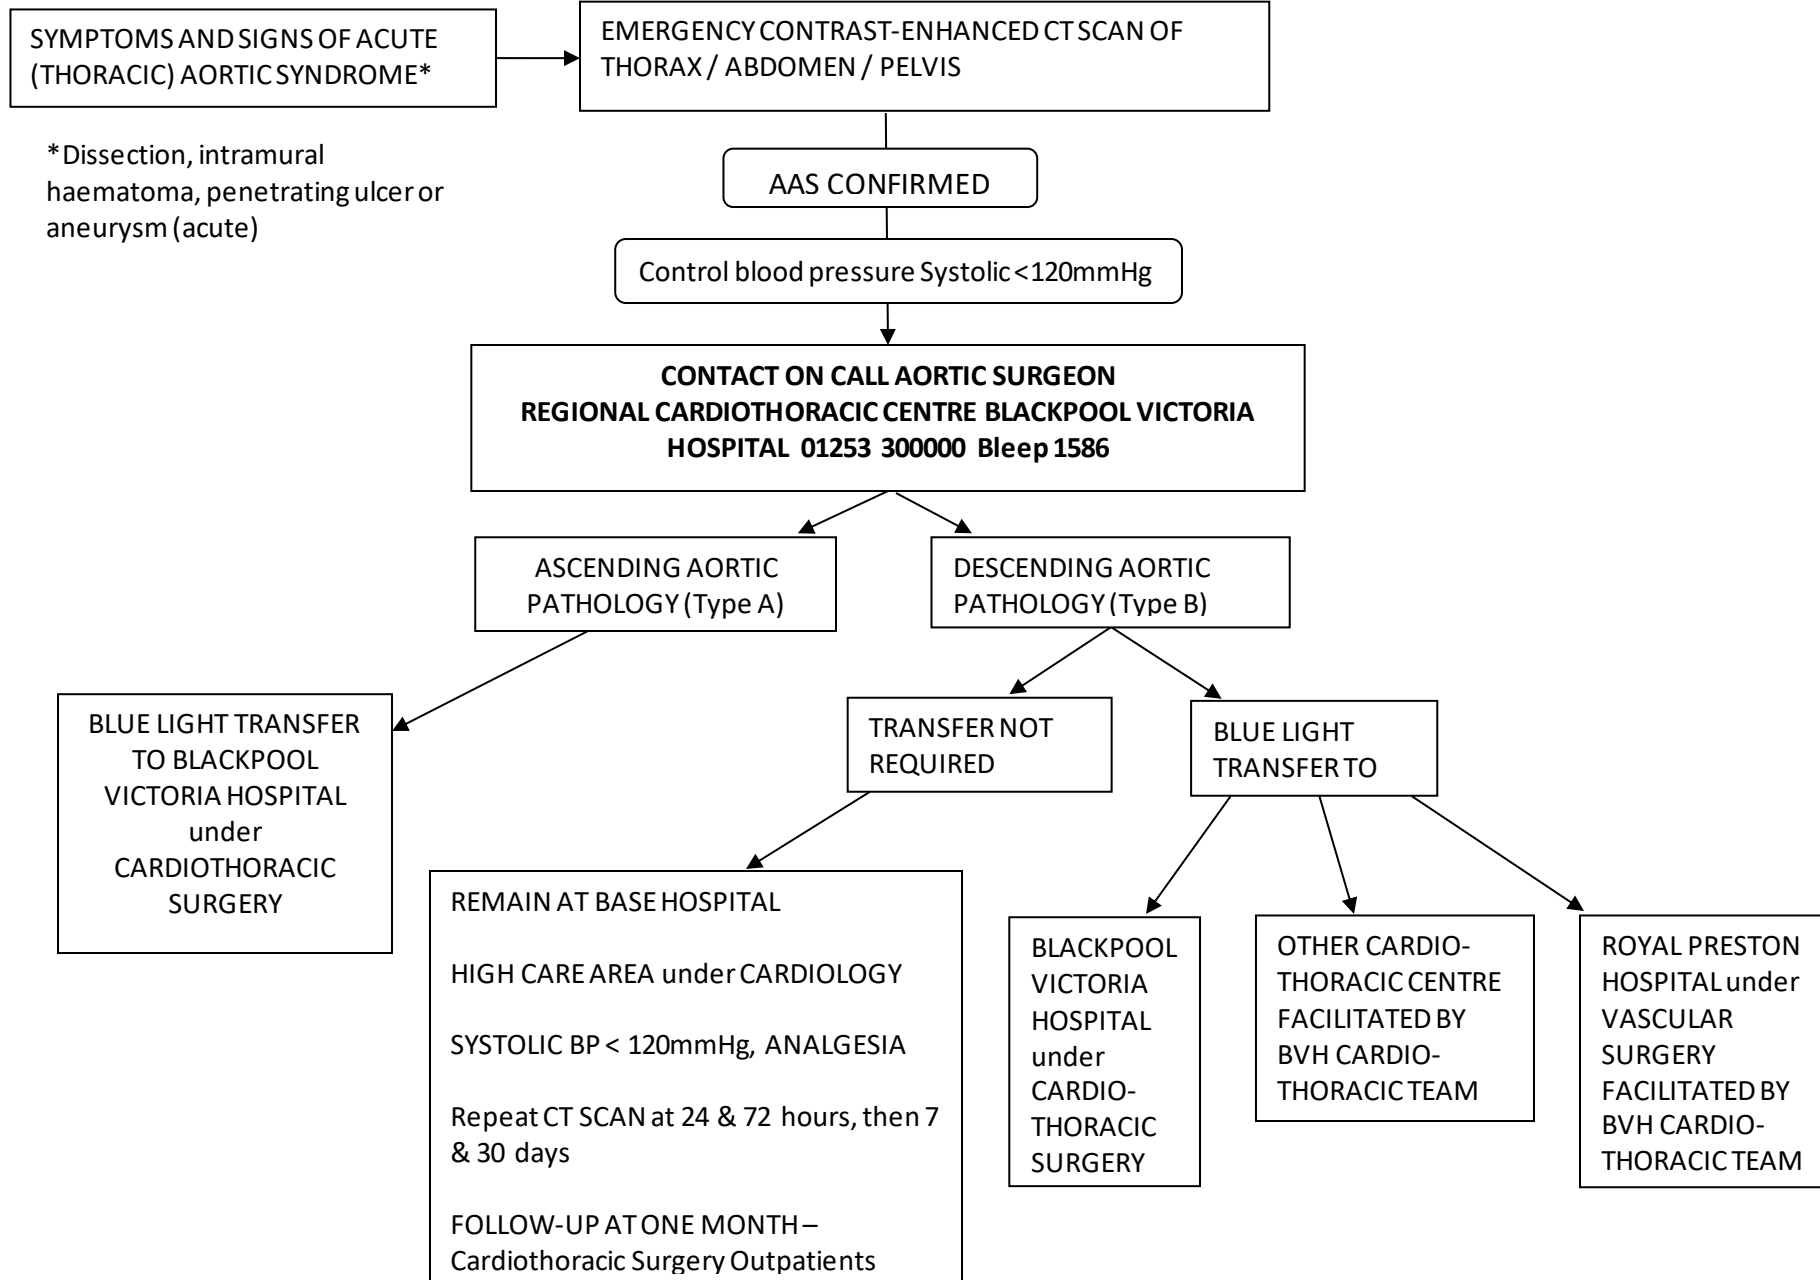 SYMPTOMS AND SIGNS OF ACUTE
(THORACIC) AORTIC SYNDROME*
EMERGENCY CONTRAST-ENHANCED CT SCAN OF
THORAX / ABDOMEN / PELVIS
*Dissection, intramural
haematoma, penetrating ulcer or
aneurysm (acute)
AAS CONFIRMED
Control blood pressure Systolic <120mmHg
CONTACT ON CALL AORTIC SURGEON
REGIONAL CARDIOTHORACIC CENTRE BLACKPOOL VICTORIA
HOSPITAL 01253 300000 Bleep 1586
ASCENDING AORTIC
PATHOLOGY (Type A)
DESCENDING AORTIC
PATHOLOGY (Type B)
BLUE LIGHT TRANSFER
TO BLACKPOOL
VICTORIA HOSPITAL
under
CARDIOTHORACIC
SURGERY
TRANSFER NOT
REQUIRED
BLUE LIGHT
TRANSFER TO
REMAIN AT BASE HOSPITAL
HIGH CARE AREA under CARDIOLOGY
SYSTOLIC BP < 120mmHg, ANALGESIA
Repeat CT SCAN at 24 & 72 hours, then 7
& 30 days
FOLLOW-UP AT ONE MONTH –
Cardiothoracic Surgery Outpatients
BLACKPOOL
VICTORIA
HOSPITAL
under
CARDIO-
THORACIC
SURGERY
OTHER CARDIO-
THORACIC CENTRE
FACILITATED BY
BVH CARDIO-
THORACIC TEAM
ROYAL PRESTON
HOSPITAL under
VASCULAR
SURGERY
FACILITATED BY
BVH CARDIO-
THORACIC TEAM